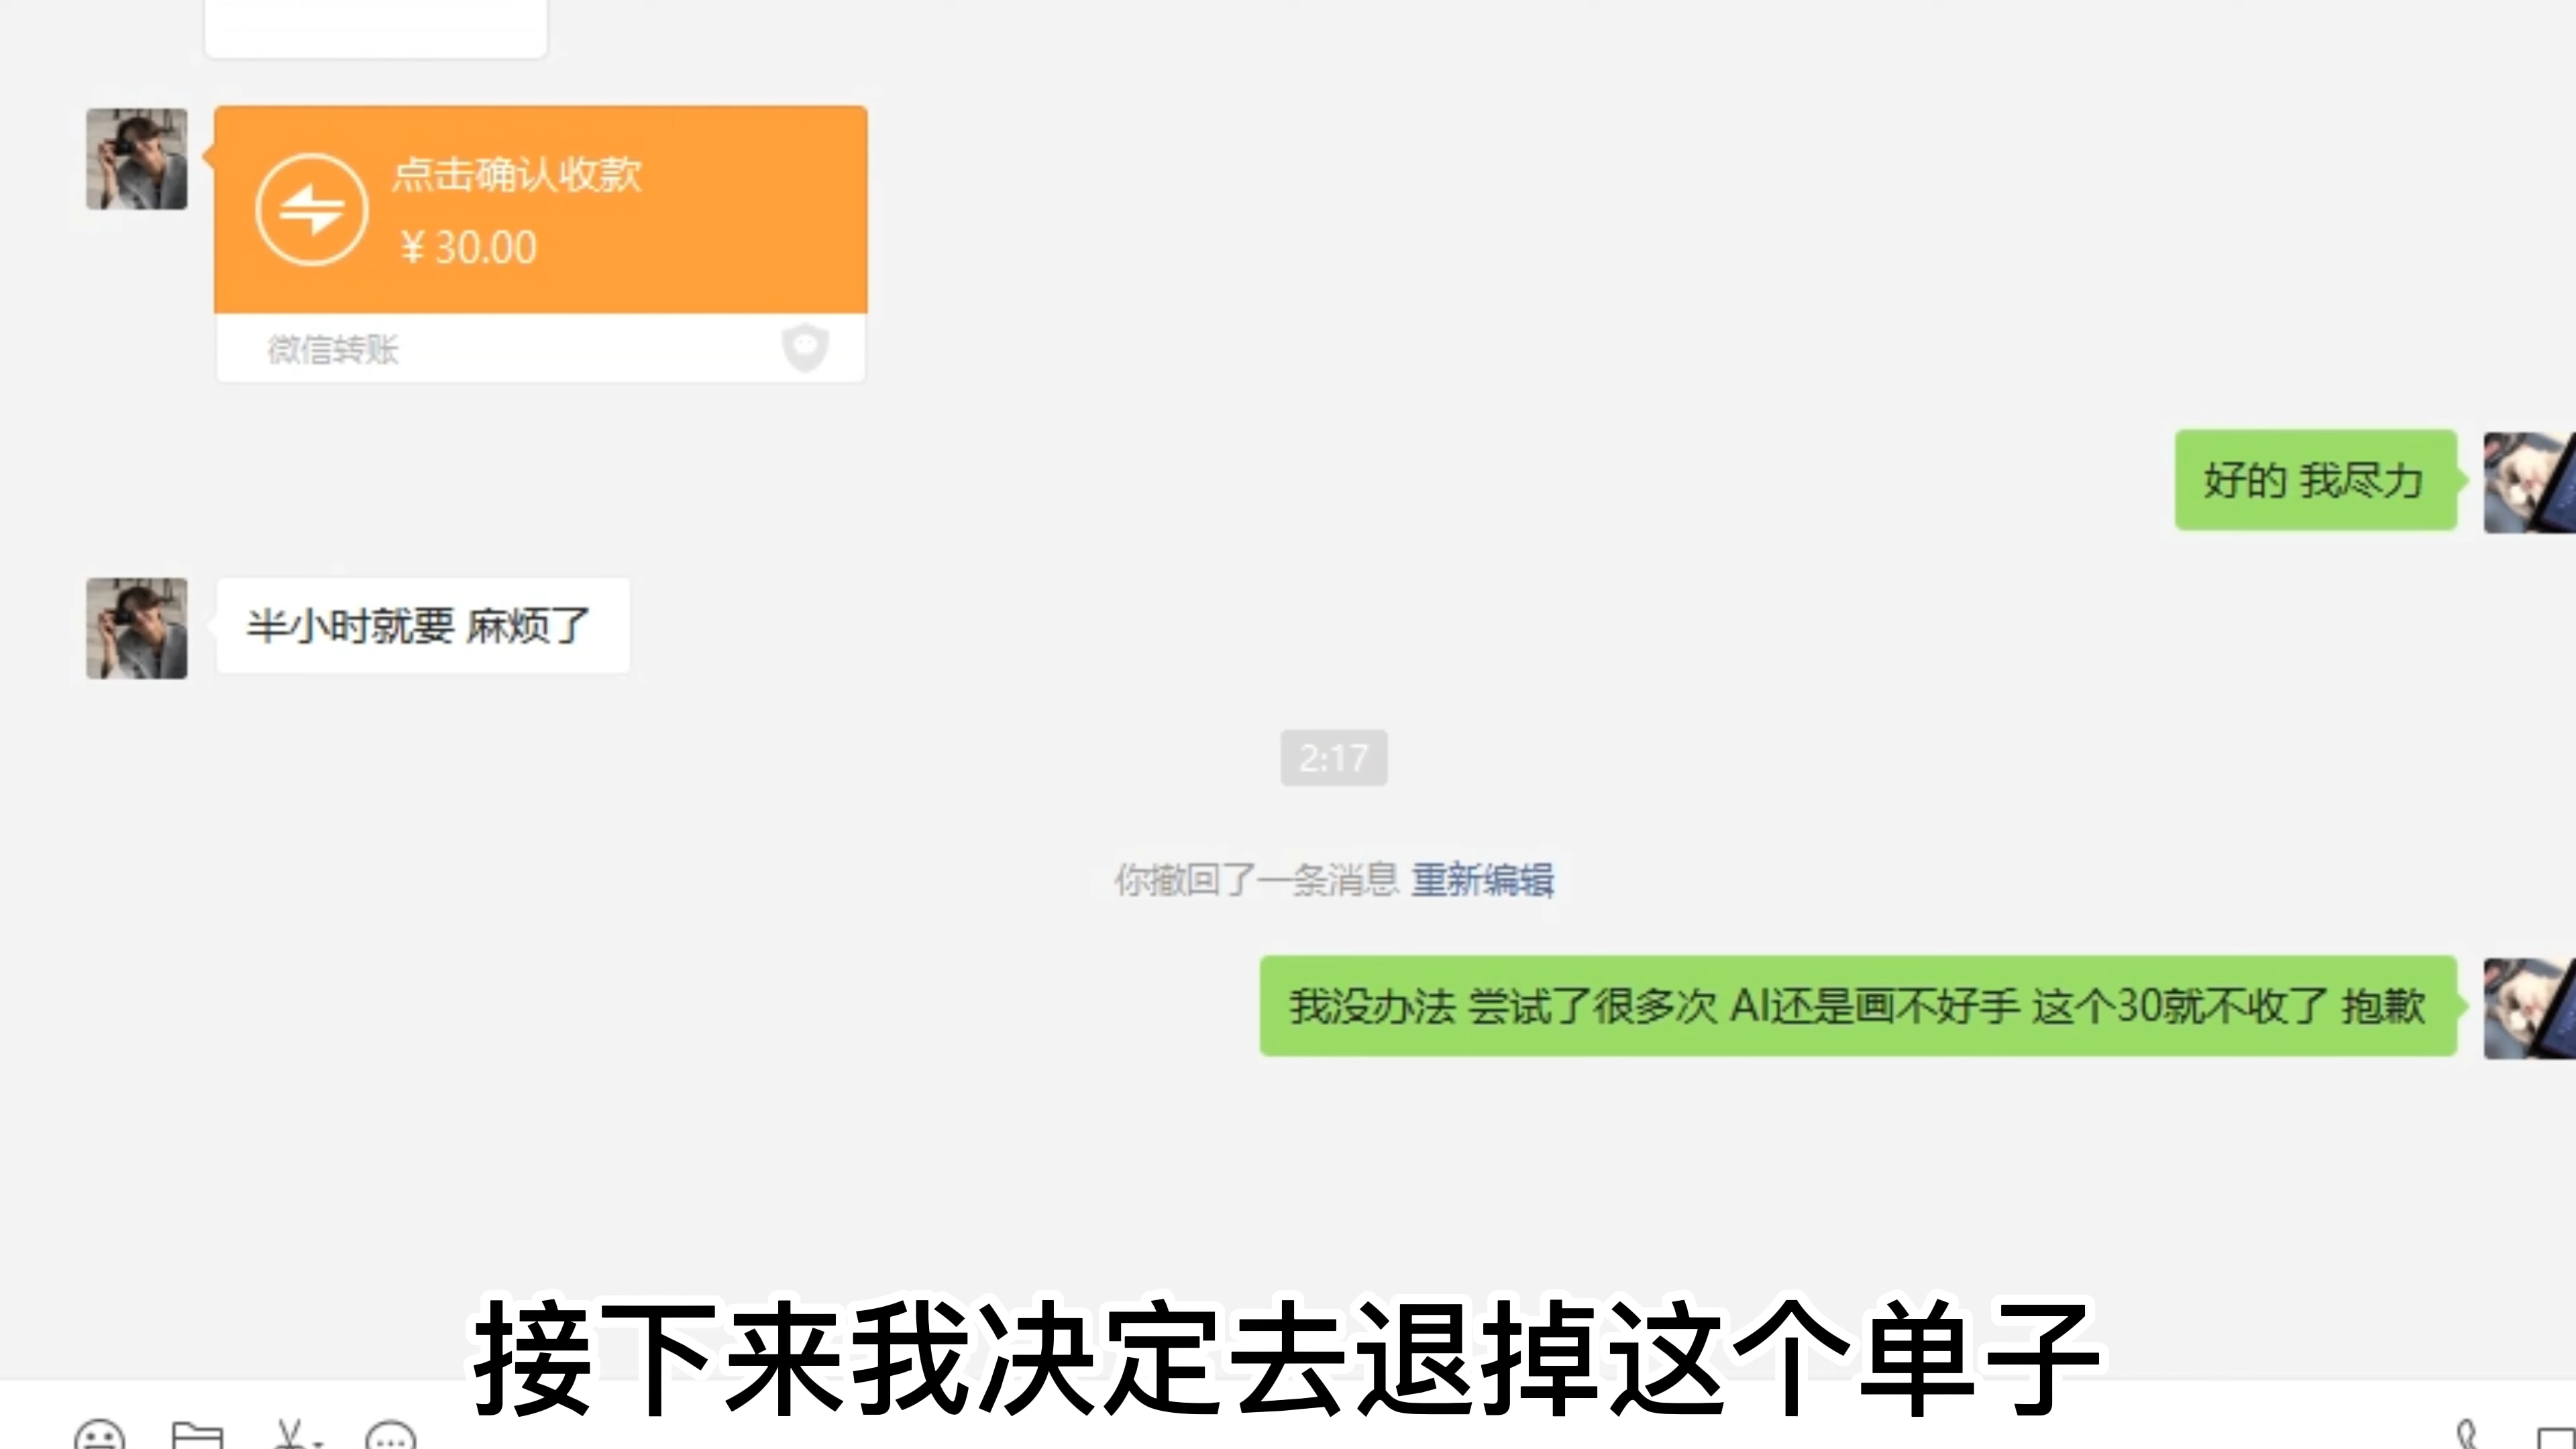 点击确认收款
¥30.00
微信转账
好的 我尽力
半小时就要 麻烦了
2:17
你撤回了一条消息 重新编辑
我没办法 尝试了很多次 AI还是画不好手 这个30就不收了 抱歉
接下来我决定去退掉这个单子